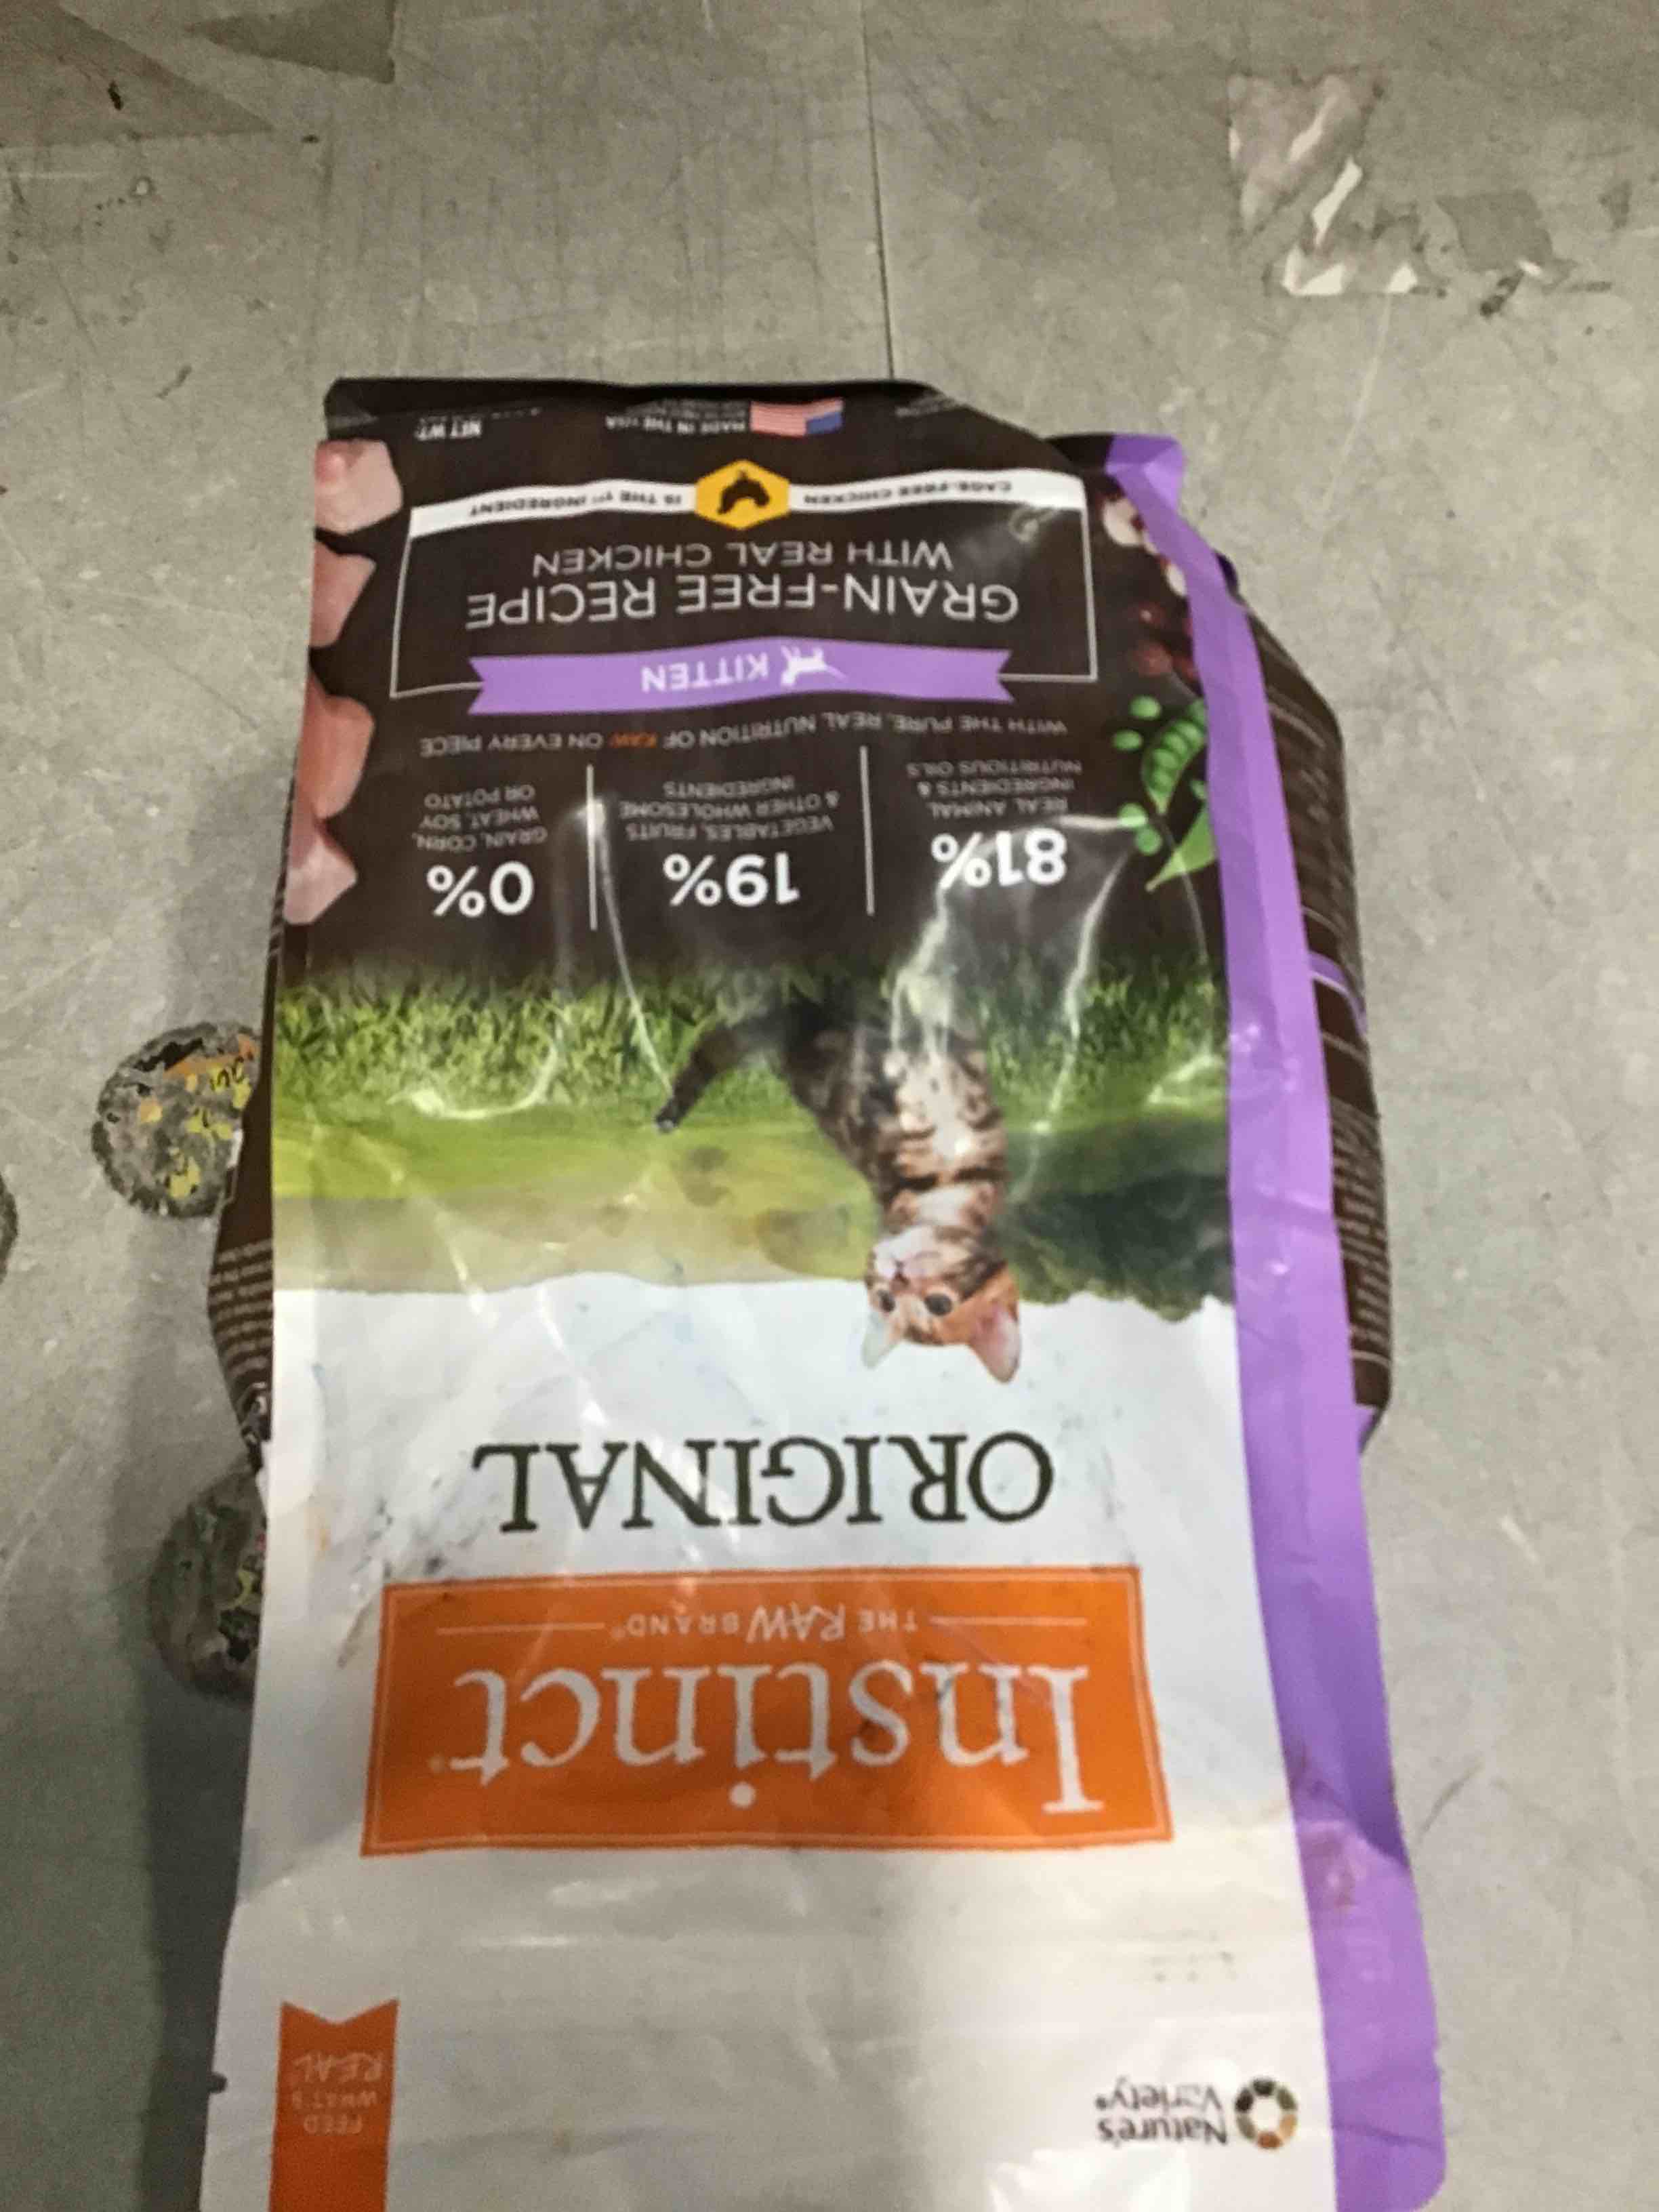 Nature's
Variety®
FEED
WHAT'S
REAL
Instinct®
THE RAW BRAND®
ORIGINAL
81%
REAL ANIMAL
INGREDIENTS &
NUTRITIOUS OILS
19%
VEGETABLES, FRUITS
& OTHER WHOLESOME
INGREDIENTS
0%
GRAIN, CORN,
WHEAT, SOY
OR POTATO
WITH THE PURE, REAL NUTRITION OF RAW ON EVERY PIECE
KITTEN
GRAIN-FREE RECIPE
WITH REAL CHICKEN
CAGE-FREE CHICKEN IS THE 1ST INGREDIENT
MADE IN THE USA
NET WT.